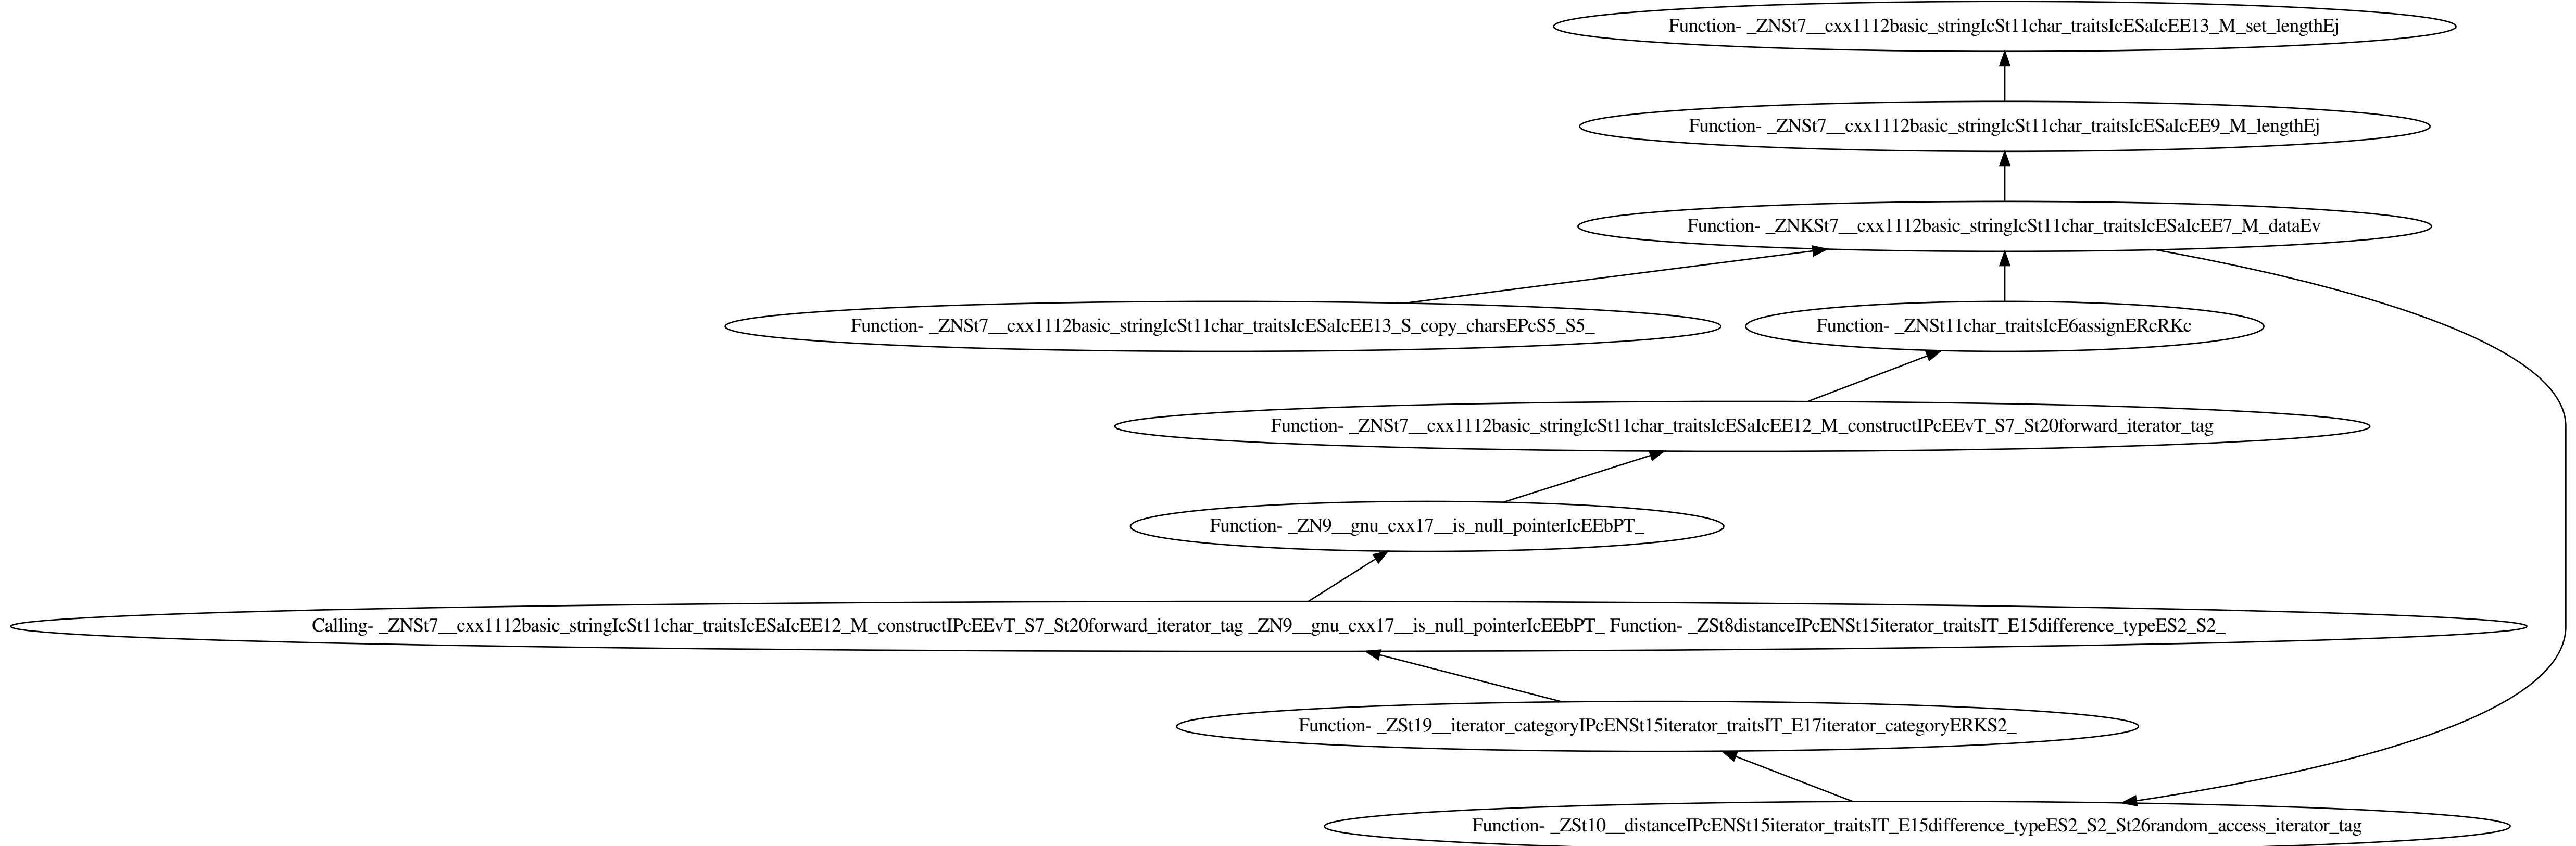 Function- _ZNSt7__cxx1112basic_stringIcSt11char_traitsIcESaIcEE13_M_set_lengthEj
Function- _ZNSt7__cxx1112basic_stringIcSt11char_traitsIcESaIcEE9_M_lengthEj
Function- _ZNKSt7__cxx1112basic_stringIcSt11char_traitsIcESaIcEE7_M_dataEv
Function- _ZNSt7__cxx1112basic_stringIcSt11char_traitsIcESaIcEE13_S_copy_charsEPcS5_S5_
Function- _ZNSt11char_traitsIcE6assignERcRKc
Function- _ZNSt7__cxx1112basic_stringIcSt11char_traitsIcESaIcEE12_M_constructIPcEEvT_S7_St20forward_iterator_tag
Function- _ZN9__gnu_cxx17__is_null_pointerIcEEbPT_
Calling- _ZNSt7__cxx1112basic_stringIcSt11char_traitsIcESaIcEE12_M_constructIPcEEvT_S7_St20forward_iterator_tag _ZN9__gnu_cxx17__is_null_pointerIcEEbPT_ Function- _ZSt8distanceIPcENSt15iterator_traitsIT_E15difference_typeES2_S2_
Function- _ZSt19__iterator_categoryIPcENSt15iterator_traitsIT_E17iterator_categoryERKS2_
Function- _ZSt10__distanceIPcENSt15iterator_traitsIT_E15difference_typeES2_S2_St26random_access_iterator_tag